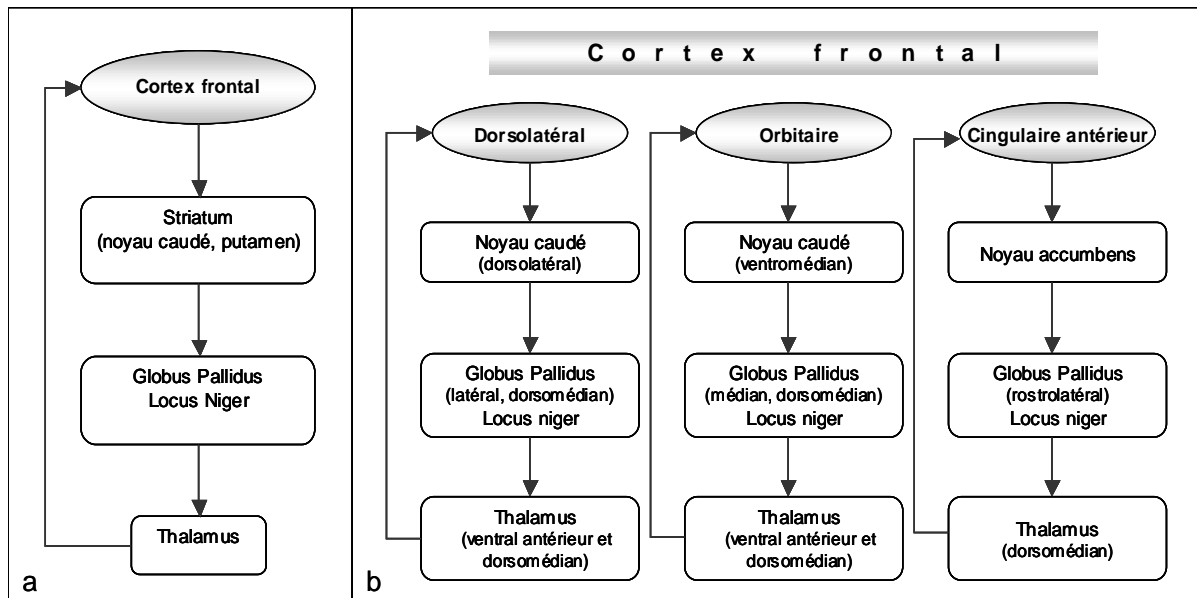 Cortex frontal
Striatum
(noyau caudé, putamen)
Globus Pallidus
Locus Niger
Thalamus
a
Cortex frontal
Dorsolatéral
Noyau caudé
(dorsolatéral)
Globus Pallidus
(latéral, dorsomédian)
Locus niger
Thalamus
(ventral antérieur et
dorsomédian)
Orbitaire
Noyau caudé
(ventromédian)
Globus Pallidus
(médian, dorsomédian)
Locus niger
Thalamus
(ventral antérieur et
dorsomédian)
Cingulaire antérieur
Noyau accumbens
Globus Pallidus
(rostrolatéral)
Locus niger
Thalamus
(dorsomédian)
b